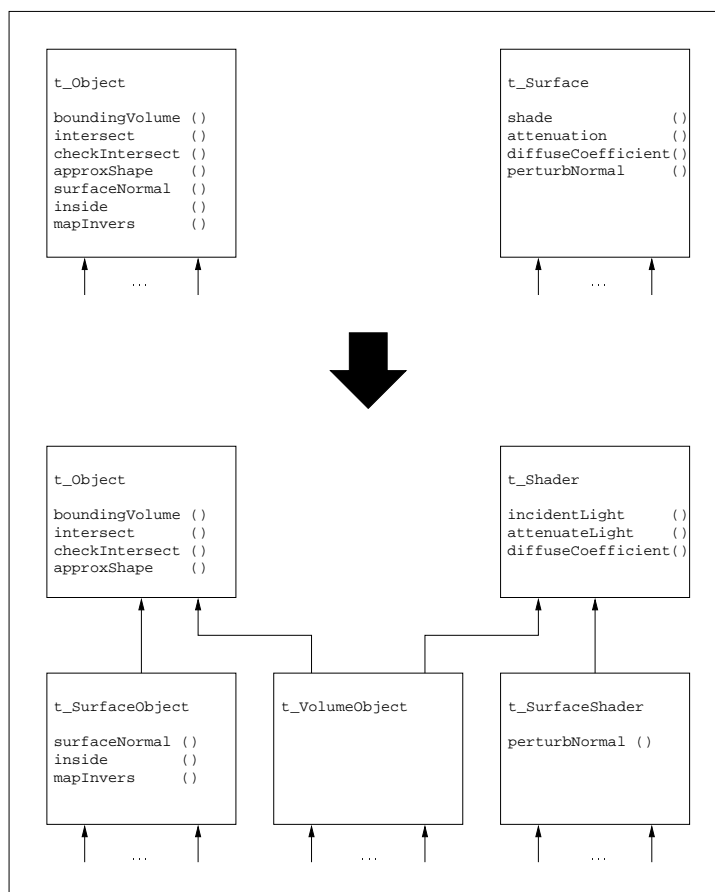 t_Object
boundingVolume ()
intersect ()
checkIntersect ()
approxShape ()
surfaceNormal ()
inside ()
mapInvers ()
...
t_Surface
shade ()
attenuation ()
diffuseCoefficient()
perturbNormal ()
...
t_Object
boundingVolume ()
intersect ()
checkIntersect ()
approxShape ()
t_Shader
incidentLight ()
attenuateLight ()
diffuseCoefficient()
t_SurfaceObject
surfaceNormal ()
inside ()
mapInvers ()
...
t_VolumeObject
...
t_SurfaceShader
perturbNormal ()
...